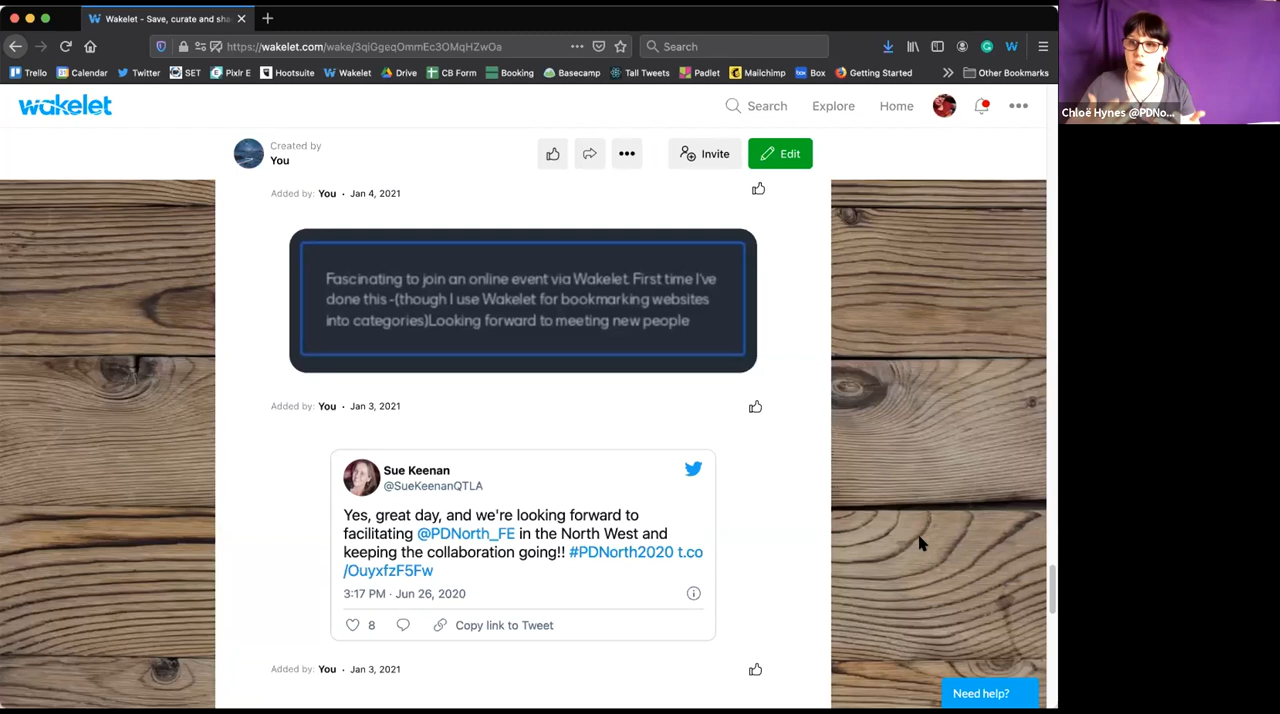 Wakelet - Save, curate and sha
https://wakelet.com/wake/3qiGgeqOmmEc3OMqHZwOa
Search
Trello
Calendar
Twitter
SET
Pixlr E
Hootsuite
Wakelet
Drive
CB Form
Booking
Basecamp
Tall Tweets
Padlet
Mailchimp
Box
Getting Started
Other Bookmarks
Chloë Hynes @PDNo...
wakelet
Search
Explore
Home
Created by
You
Invite
Edit
Added by: You · Jan 4, 2021
Fascinating to join an online event via Wakelet. First time I've
done this -(though I use Wakelet for bookmarking websites
into categories)Looking forward to meeting new people
Added by: You · Jan 3, 2021
Sue Keenan
@SueKeenanQTLA
Yes, great day, and we're looking forward to
facilitating @PDNorth_FE in the North West and
keeping the collaboration going!! #PDNorth2020 t.co
/OuyxfzF5Fw
3:17 PM · Jun 26, 2020
8
Copy link to Tweet
Added by: You · Jan 3, 2021
Need help?